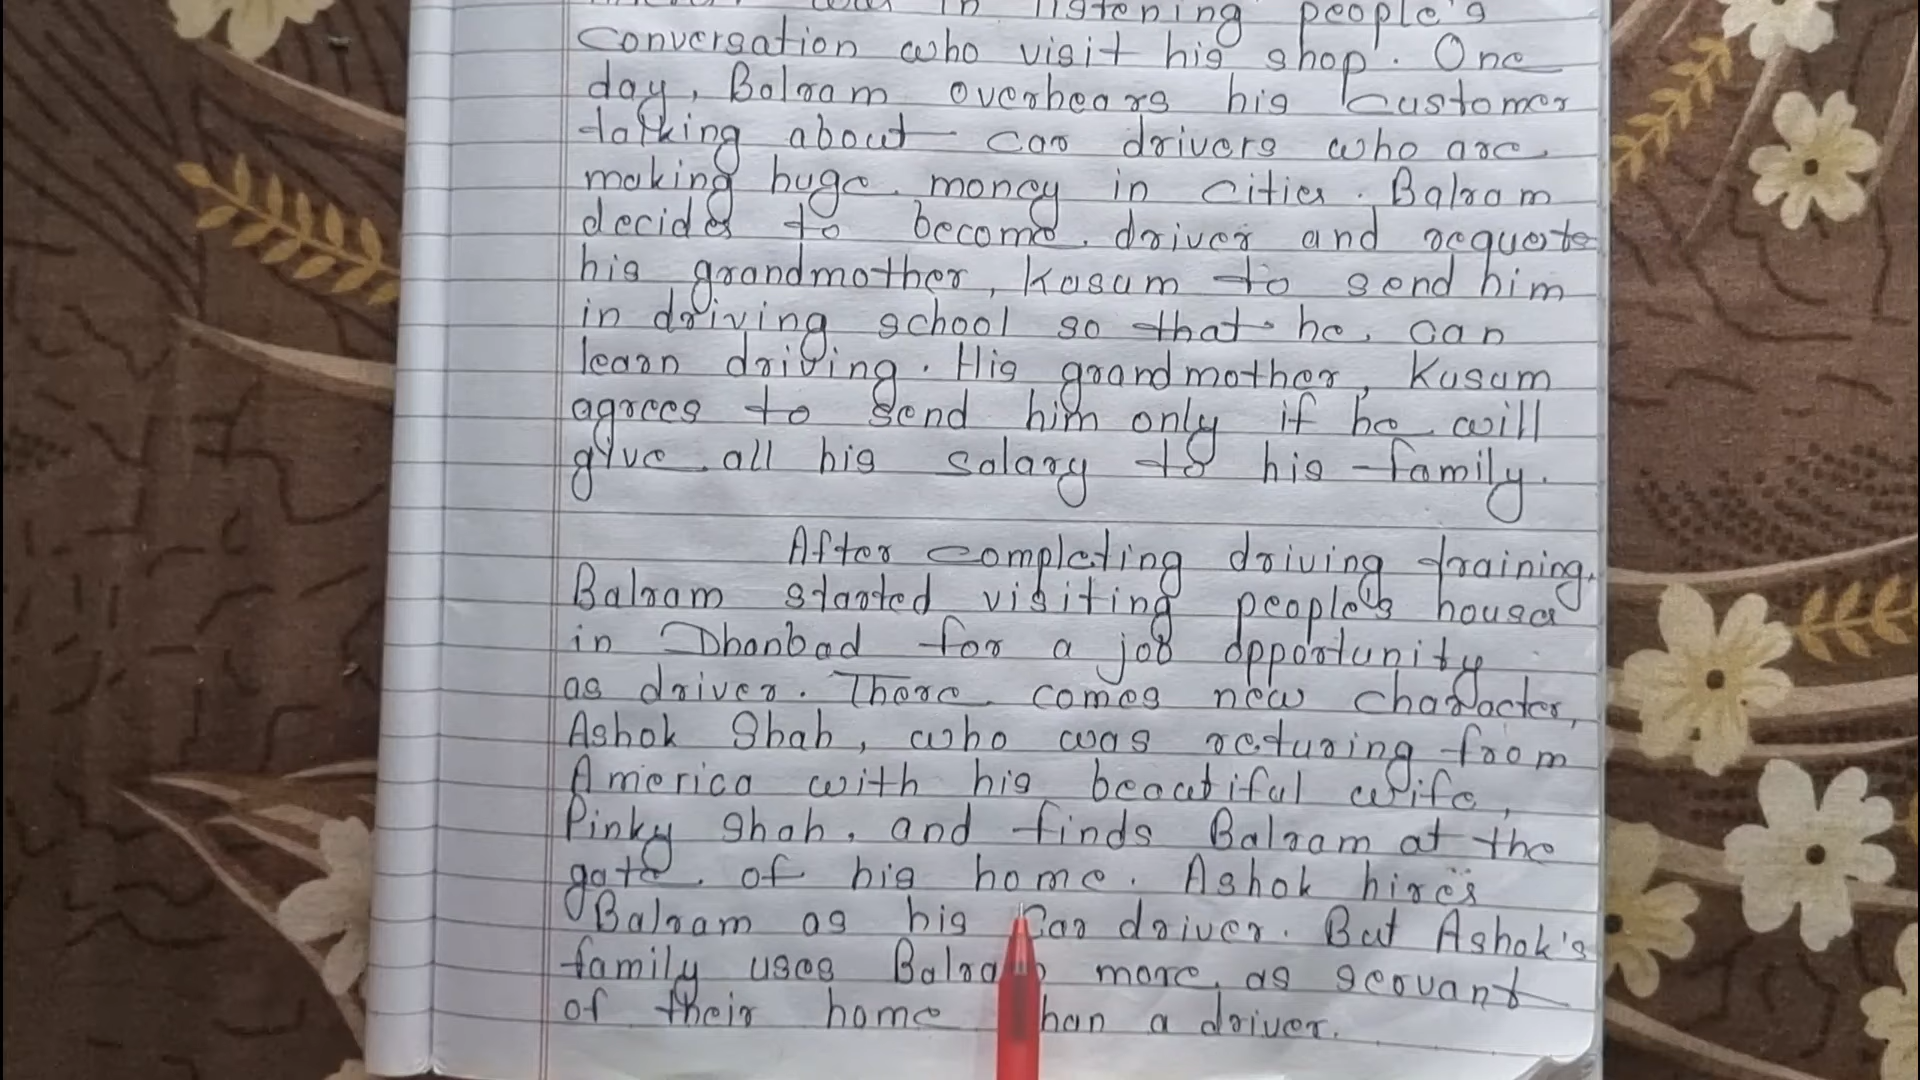 in listening people's
conversation who visit his shop. One
day, Balram overhears his customer
talking about car drivers who are
making huge money in cities. Balram
decides to become driver and requests
his grandmother, Kusum to send him
in driving school so that he can
learn driving. His grandmother, Kusum
agrees to send him only if he will
give all his salary to his family.
After completing driving training,
Balram started visiting people's house
in Dhanbad for a job opportunity
as driver. There comes new character,
Ashok Shah, who was returing from
America with his beautiful wife,
Pinky Shah, and finds Balram at the
gate of his home. Ashok hires
Balram as his car driver. But Ashok's
family uses Balram more as servant
of their home than a driver.